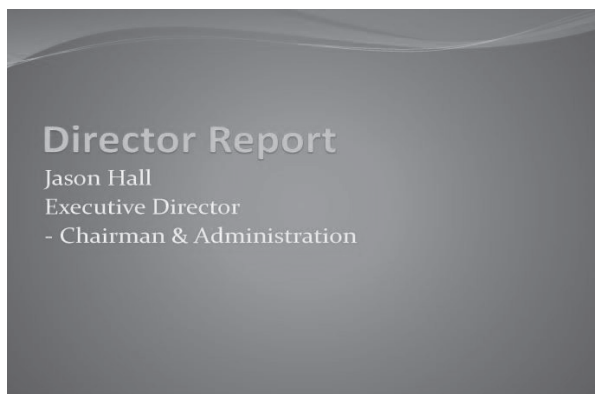 Director Report
Jason Hall
Executive Director
- Chairman & Administration